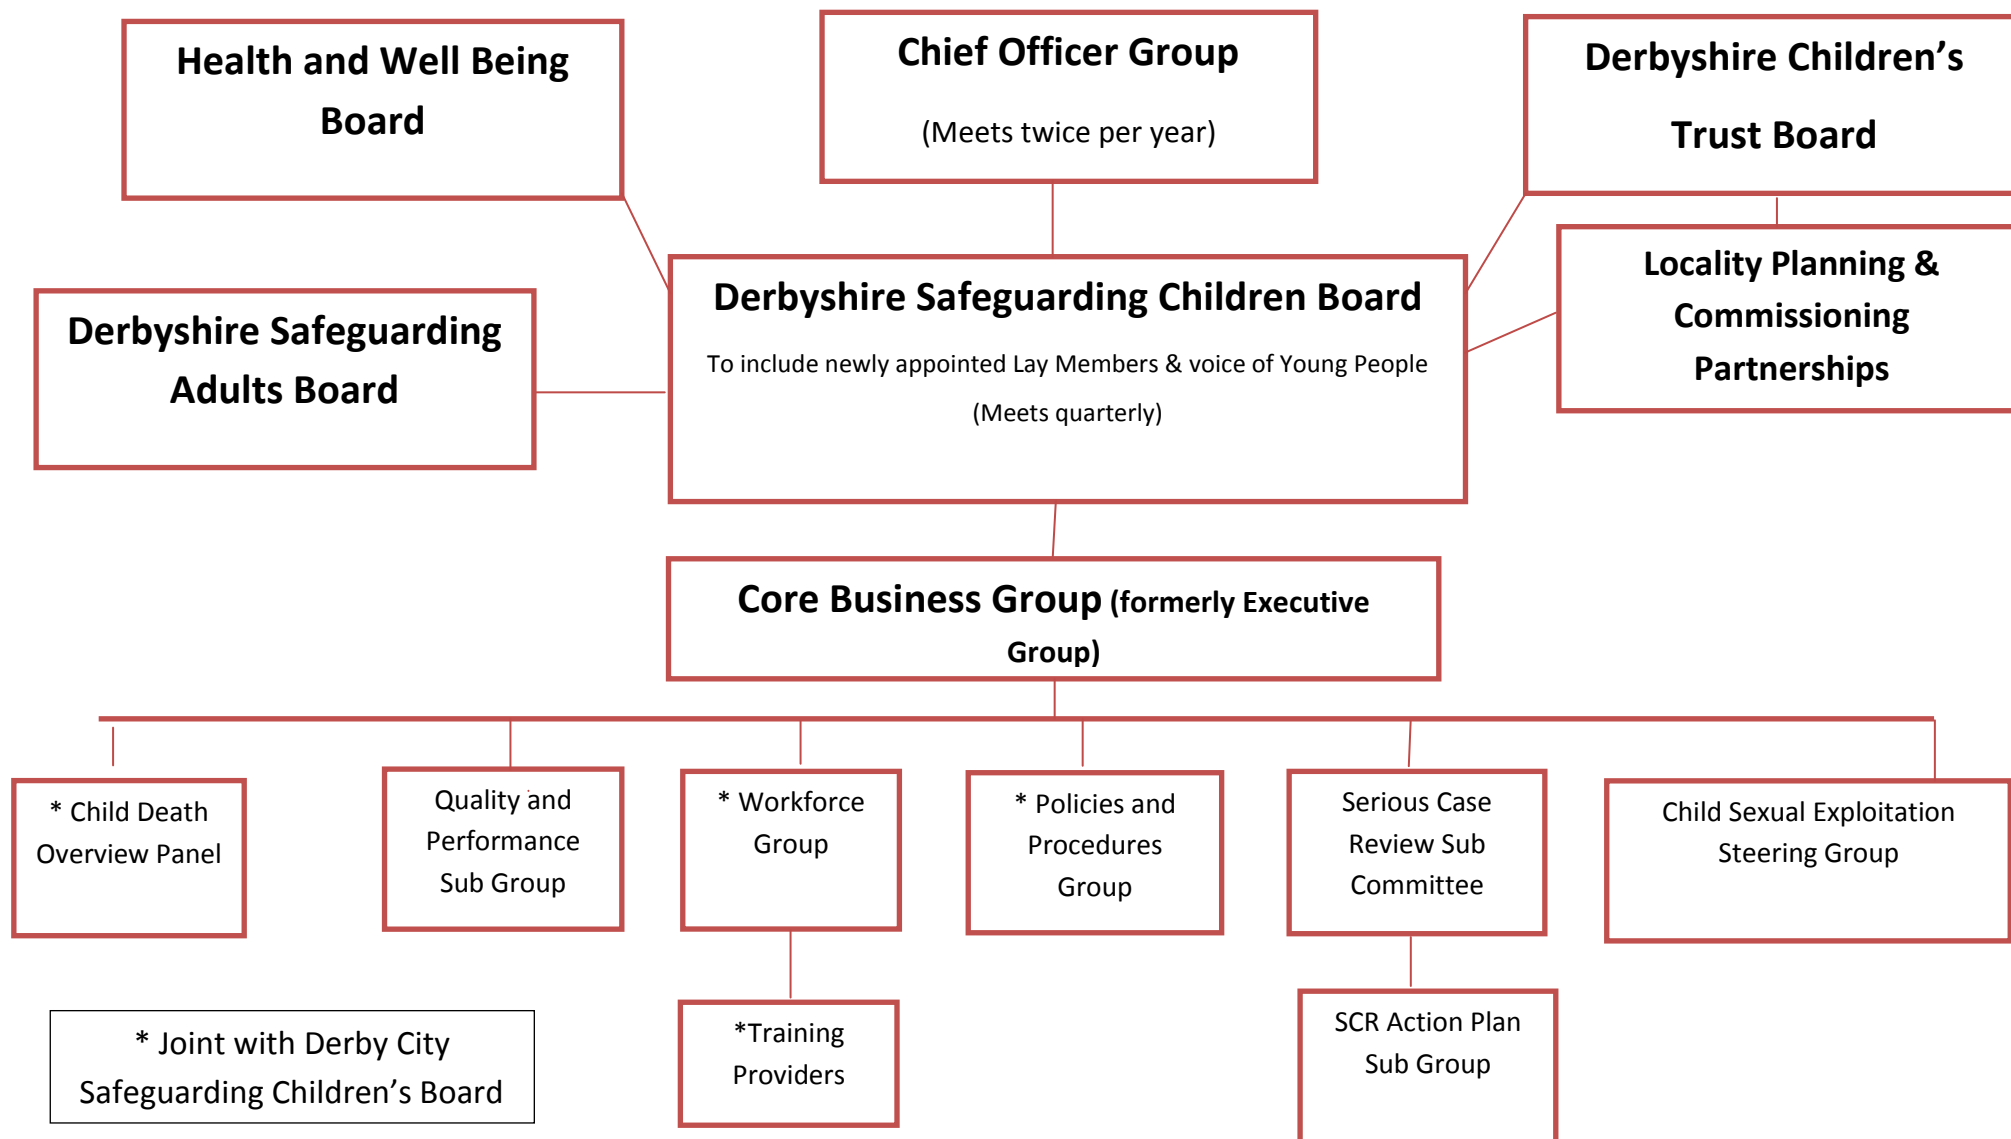 Health and Well Being
Board
Chief Officer Group
(Meets twice per year)
Derbyshire Children’s
Trust Board
Derbyshire Safeguarding
Adults Board
Derbyshire Safeguarding Children Board
To include newly appointed Lay Members & voice of Young People
(Meets quarterly)
Locality Planning &
Commissioning
Partnerships
Core Business Group (formerly Executive
Group)
* Child Death
Overview Panel
Quality and
Performance
Sub Group
* Workforce
Group
* Policies and
Procedures
Group
Serious Case
Review Sub
Committee
Child Sexual Exploitation
Steering Group
* Joint with Derby City
Safeguarding Children’s Board
*Training
Providers
SCR Action Plan
Sub Group